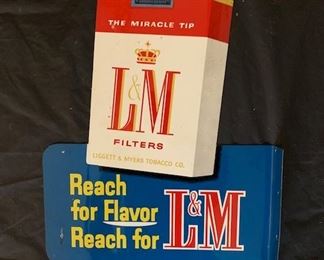 THE MIRACLE TIP
L&M
FILTERS
LIGGETT & MYERS TOBACCO CO.
Reach
for Flavor
Reach for L&M